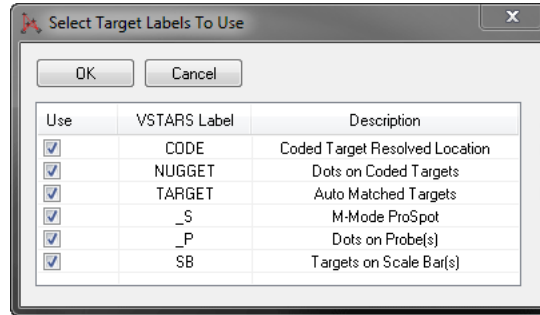 Select Target Labels To Use
X
OK Cancel
Use VSTARS Label Description
CODE Coded Target Resolved Location
NUGGET Dots on Coded Targets
TARGET Auto Matched Targets
_S M-Mode ProSpot
_P Dots on Probe(s)
SB Targets on Scale Bar(s)